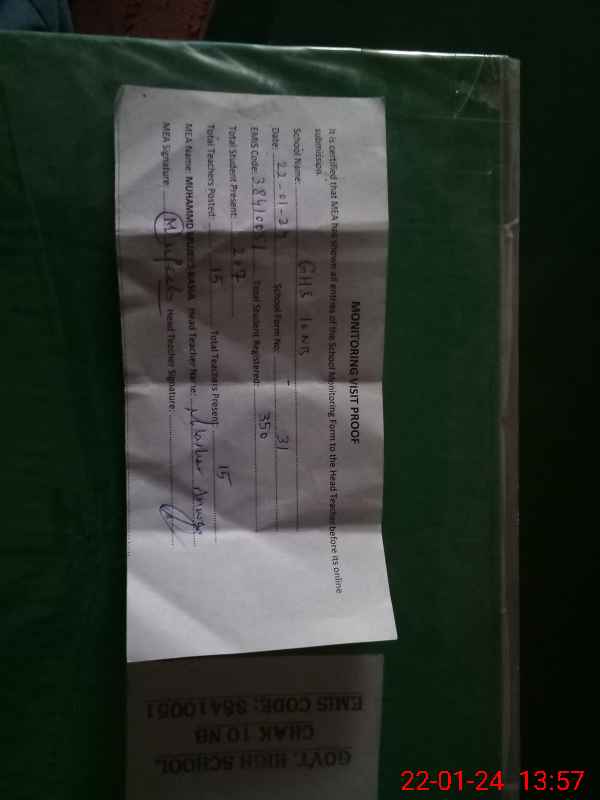 MONITORING VISIT PROOF
It is certified that MEA has shown all entries of the School Monitoring Form to the Head Teacher before its online
submission.
School Name: GHS 10 NB
Date: 22-01-24 School Form No: 31
EMIS Code: 38410051 Total Student Registered: 350
Total Student Present: 207
Total Teachers Posted: 15 Total Teachers Present: 15
MEA Name: MUHAMMD Head Teacher Name:
MEA Signature: Head Teacher Signature:
GOVT. HIGH SCHOOL
CHAK 10 NB
EMIS CODE: 38410051
22-01-24 13:57